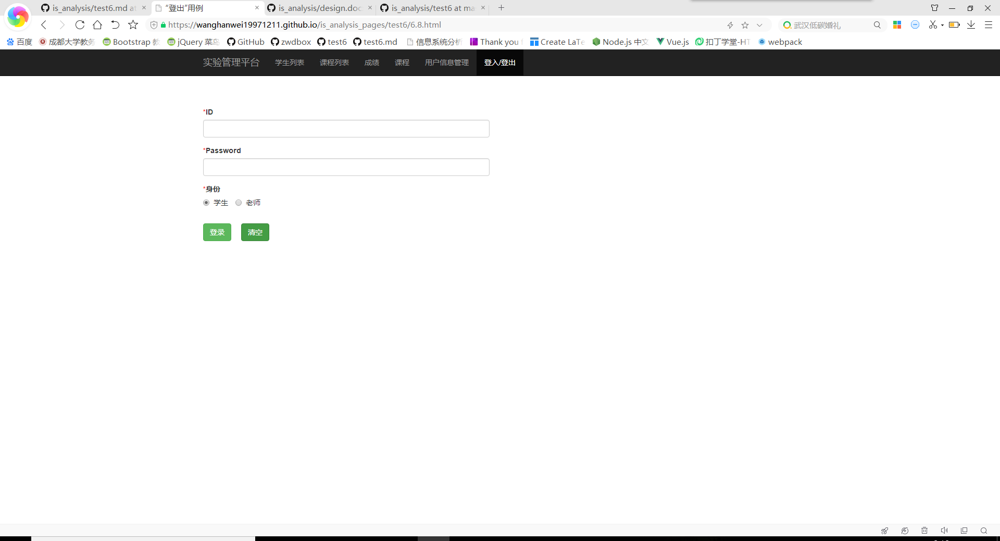 is_analysis/test6.md at
“登出”用例
is_analysis/design.doc
is_analysis/test6 at ma
https://wanghanwei19971211.github.io/is_analysis_pages/test6/6.8.html
武汉低碳婚礼
百度
成都大学教务
Bootstrap 教
jQuery 菜鸟
GitHub
zwdbox
test6
test6.md
信息系统分析
Thank you f
Create LaTe
Node.js 中文
Vue.js
扣丁学堂-HT
webpack
实验管理平台
学生列表
课程列表
成绩
课程
用户信息管理
登入/登出
*ID
*Password
*身份
学生
老师
登录
清空